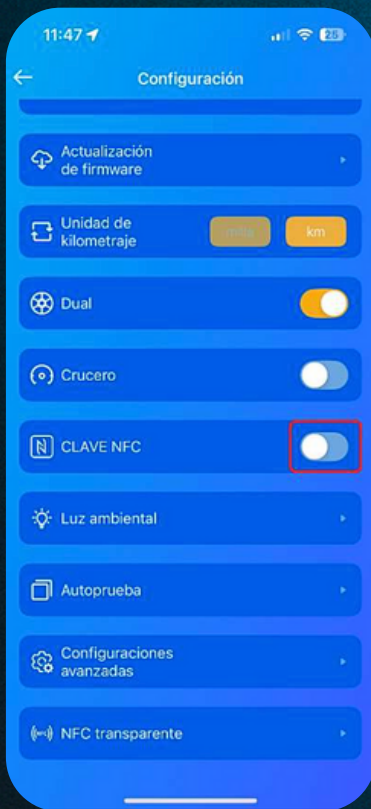 11:47
28
Configuración
Actualización
de firmware
Unidad de
kilometraje
milla
km
Dual
Crucero
CLAVE NFC
Luz ambiental
Autoprueba
Configuraciones
avanzadas
NFC transparente